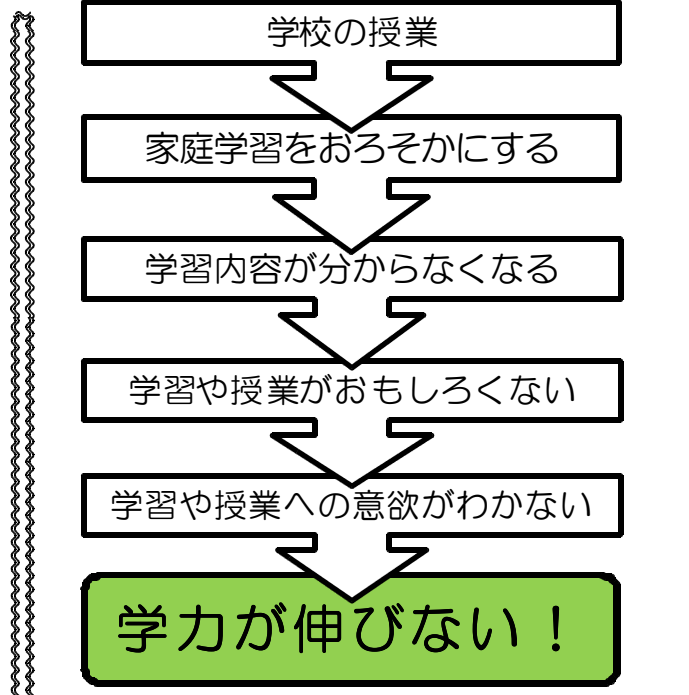 学校の授業
家庭学習をおろそかにする
学習内容が分からなくなる
学習や授業がおもしろくない
学習や授業への意欲がわかない
学力が伸びない！